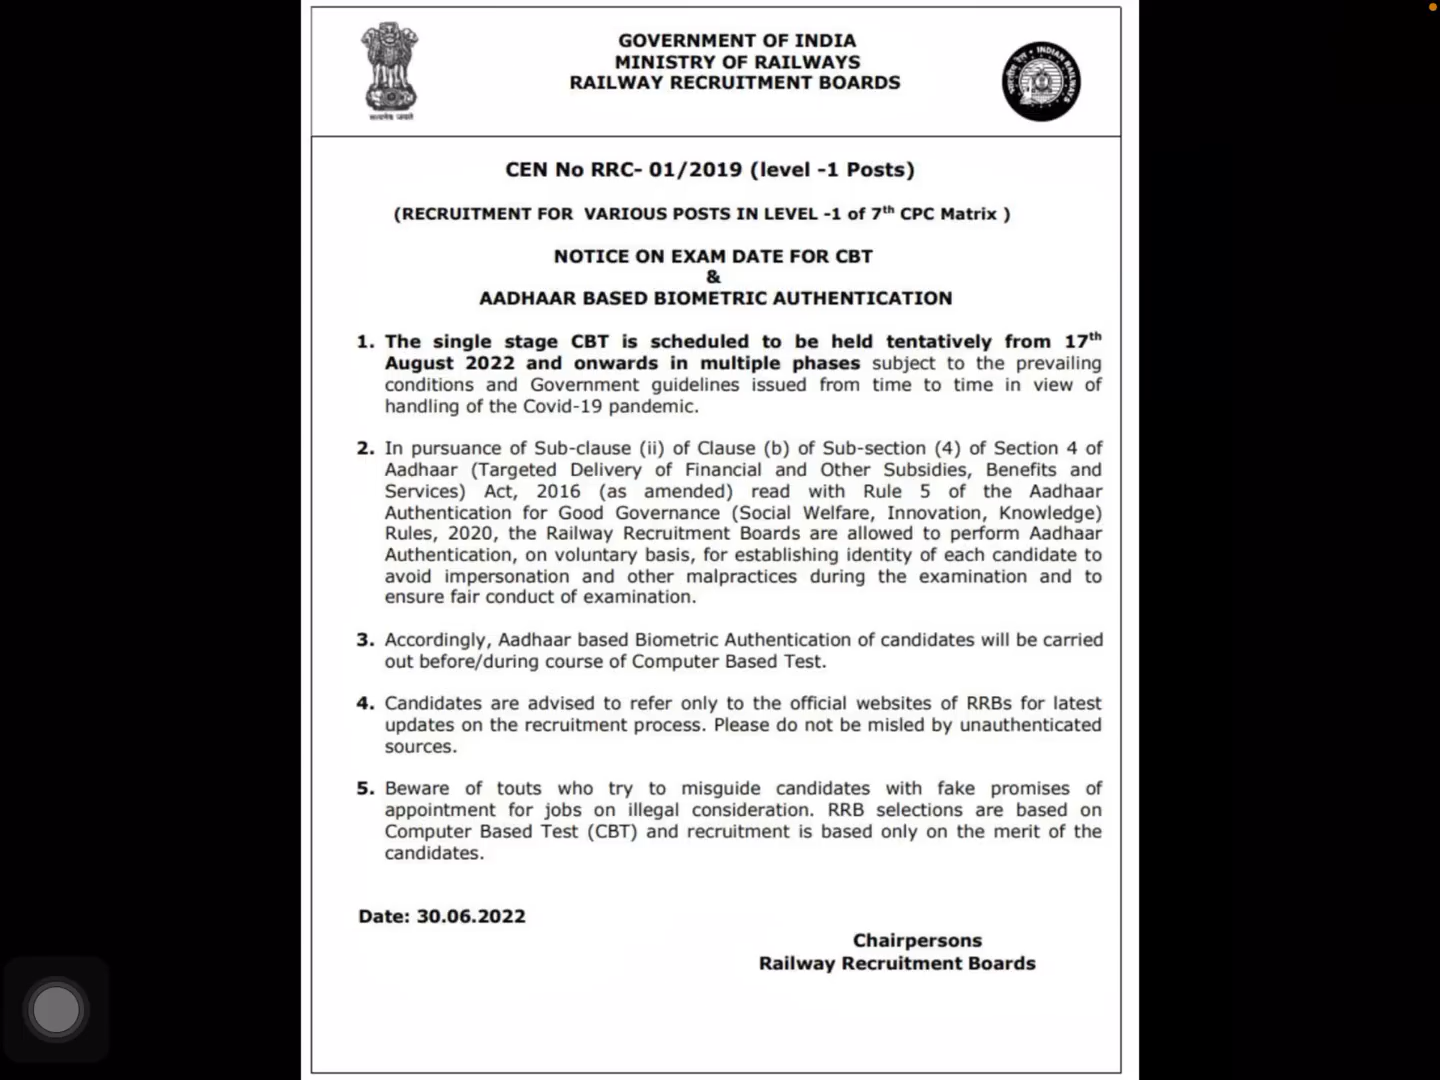 GOVERNMENT OF INDIA
MINISTRY OF RAILWAYS
RAILWAY RECRUITMENT BOARDS
सत्यमेव जयते
भारतीय रेल • INDIAN RAILWAYS
CEN No RRC- 01/2019 (level -1 Posts)
(RECRUITMENT FOR VARIOUS POSTS IN LEVEL -1 of 7th CPC Matrix )
NOTICE ON EXAM DATE FOR CBT
&
AADHAAR BASED BIOMETRIC AUTHENTICATION
1. The single stage CBT is scheduled to be held tentatively from 17th
August 2022 and onwards in multiple phases subject to the prevailing
conditions and Government guidelines issued from time to time in view of
handling of the Covid-19 pandemic.
2. In pursuance of Sub-clause (ii) of Clause (b) of Sub-section (4) of Section 4 of
Aadhaar (Targeted Delivery of Financial and Other Subsidies, Benefits and
Services) Act, 2016 (as amended) read with Rule 5 of the Aadhaar
Authentication for Good Governance (Social Welfare, Innovation, Knowledge)
Rules, 2020, the Railway Recruitment Boards are allowed to perform Aadhaar
Authentication, on voluntary basis, for establishing identity of each candidate to
avoid impersonation and other malpractices during the examination and to
ensure fair conduct of examination.
3. Accordingly, Aadhaar based Biometric Authentication of candidates will be carried
out before/during course of Computer Based Test.
4. Candidates are advised to refer only to the official websites of RRBs for latest
updates on the recruitment process. Please do not be misled by unauthenticated
sources.
5. Beware of touts who try to misguide candidates with fake promises of
appointment for jobs on illegal consideration. RRB selections are based on
Computer Based Test (CBT) and recruitment is based only on the merit of the
candidates.
Date: 30.06.2022
Chairpersons
Railway Recruitment Boards